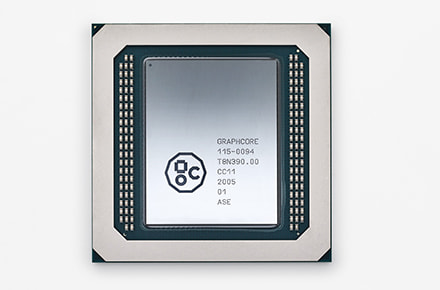 GRAPHCORE
115-0094
T8N390.00
CC11
2005
01
ASE